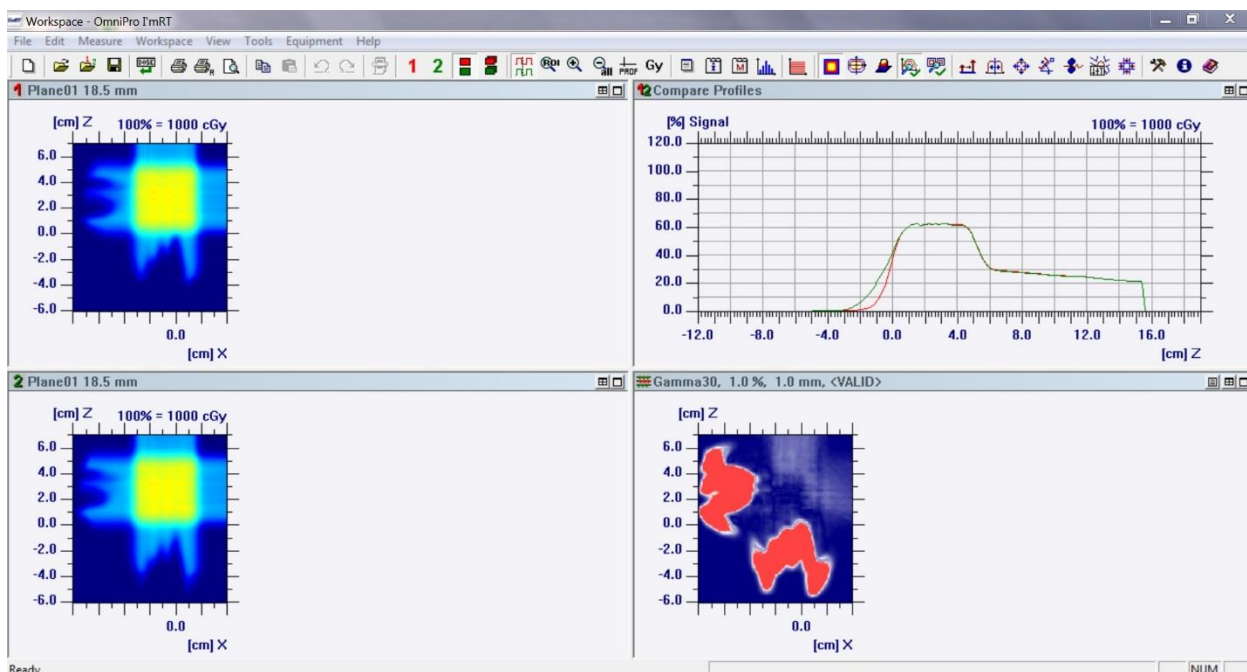 Workspace - OmniPro I'mRT
File Edit Measure Workspace View Tools Equipment Help
1 2 ROI all PROF Gy
1 Plane01 18.5 mm
[cm] Z 100% = 1000 cGy
6.0
4.0
2.0
0.0
-2.0
-4.0
-6.0
0.0
[cm] X
12 Compare Profiles
[%] Signal 100% = 1000 cGy
120.0
100.0
80.0
60.0
40.0
20.0
0.0
-12.0 -8.0 -4.0 0.0 4.0 8.0 12.0 16.0
[cm] Z
2 Plane01 18.5 mm
[cm] Z 100% = 1000 cGy
6.0
4.0
2.0
0.0
-2.0
-4.0
-6.0
0.0
[cm] X
Gamma30, 1.0 %, 1.0 mm, <VALID>
[cm] Z
6.0
4.0
2.0
0.0
-2.0
-4.0
-6.0
0.0
[cm] X
Ready NUM